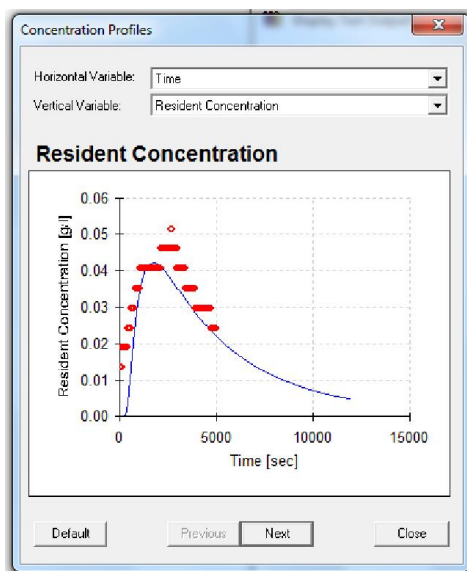 Concentration Profiles
Horizontal Variable: Time
Vertical Variable: Resident Concentration
Resident Concentration
Resident Concentration [g/l]
0.06
0.05
0.04
0.03
0.02
0.01
0.00
0 5000 10000 15000
Time [sec]
Default Previous Next Close